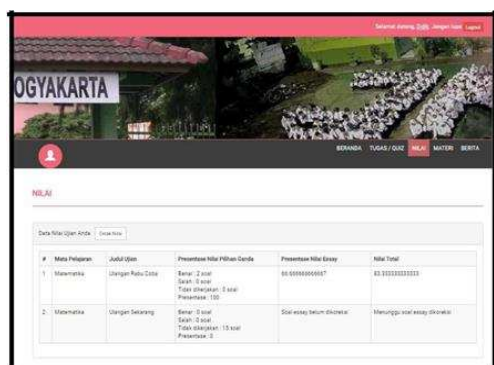 Selamat datang, Didik. Jangan lupa Logout
OGYAKARTA
BERANDA TUGAS / QUIZ NILAI MATERI BERITA
NILAI
Data Nilai Ujian Anda
# Mata Pelajaran Judul Ujian Presentase Nilai Pilihan Ganda Presentase Nilai Essay Nilai Total
1 Matematika Ulangan Rabu Coba Benar : 2 soal 66.666666666667 83.333333333333
Salah : 0 soal
Tidak dikerjakan : 0 soal
Presentase : 100
2 Matematika Ulangan Sekarang Benar : 0 soal Soal essay belum dikoreksi Menunggu soal essay dikoreksi
Salah : 0 soal
Tidak dikerjakan : 15 soal
Presentase : 0